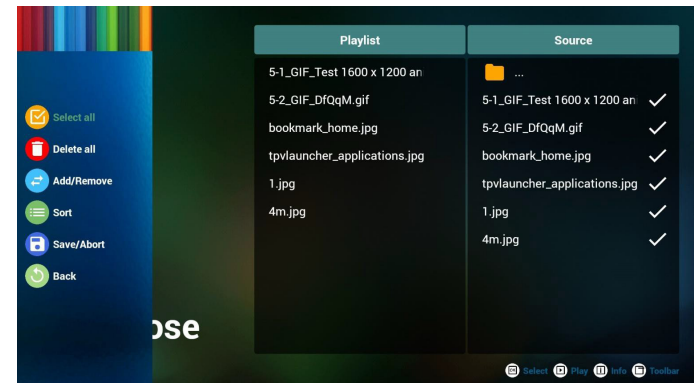 Select all
Delete all
Add/Remove
Sort
Save/Abort
Back
ose
Playlist
5-1_GIF_Test 1600 x 1200 an
5-2_GIF_DfQqM.gif
bookmark_home.jpg
tpvlauncher_applications.jpg
1.jpg
4m.jpg
Source
...
5-1_GIF_Test 1600 x 1200 an
5-2_GIF_DfQqM.gif
bookmark_home.jpg
tpvlauncher_applications.jpg
1.jpg
4m.jpg
Select Play Info Toolbar